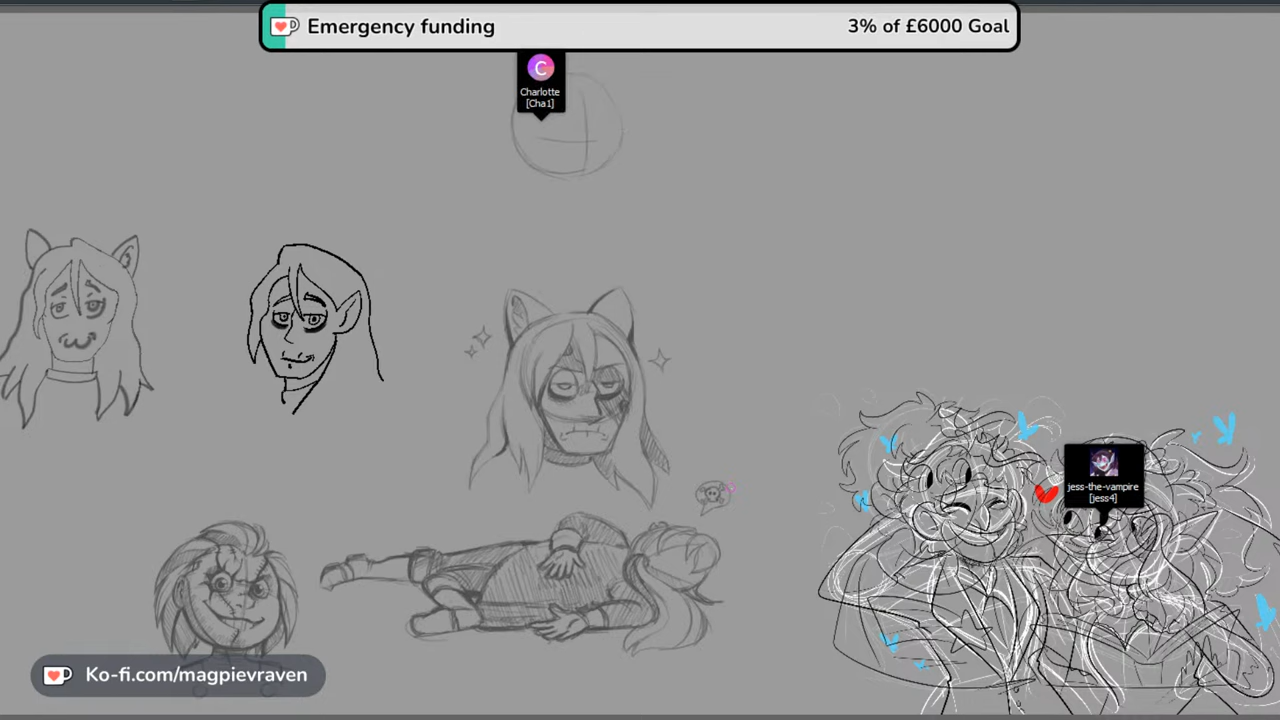 Emergency funding
3% of £6000 Goal
C
Charlotte
[Cha1]
jess-the-vampire
[jess4]
Ko-fi.com/magpievraven